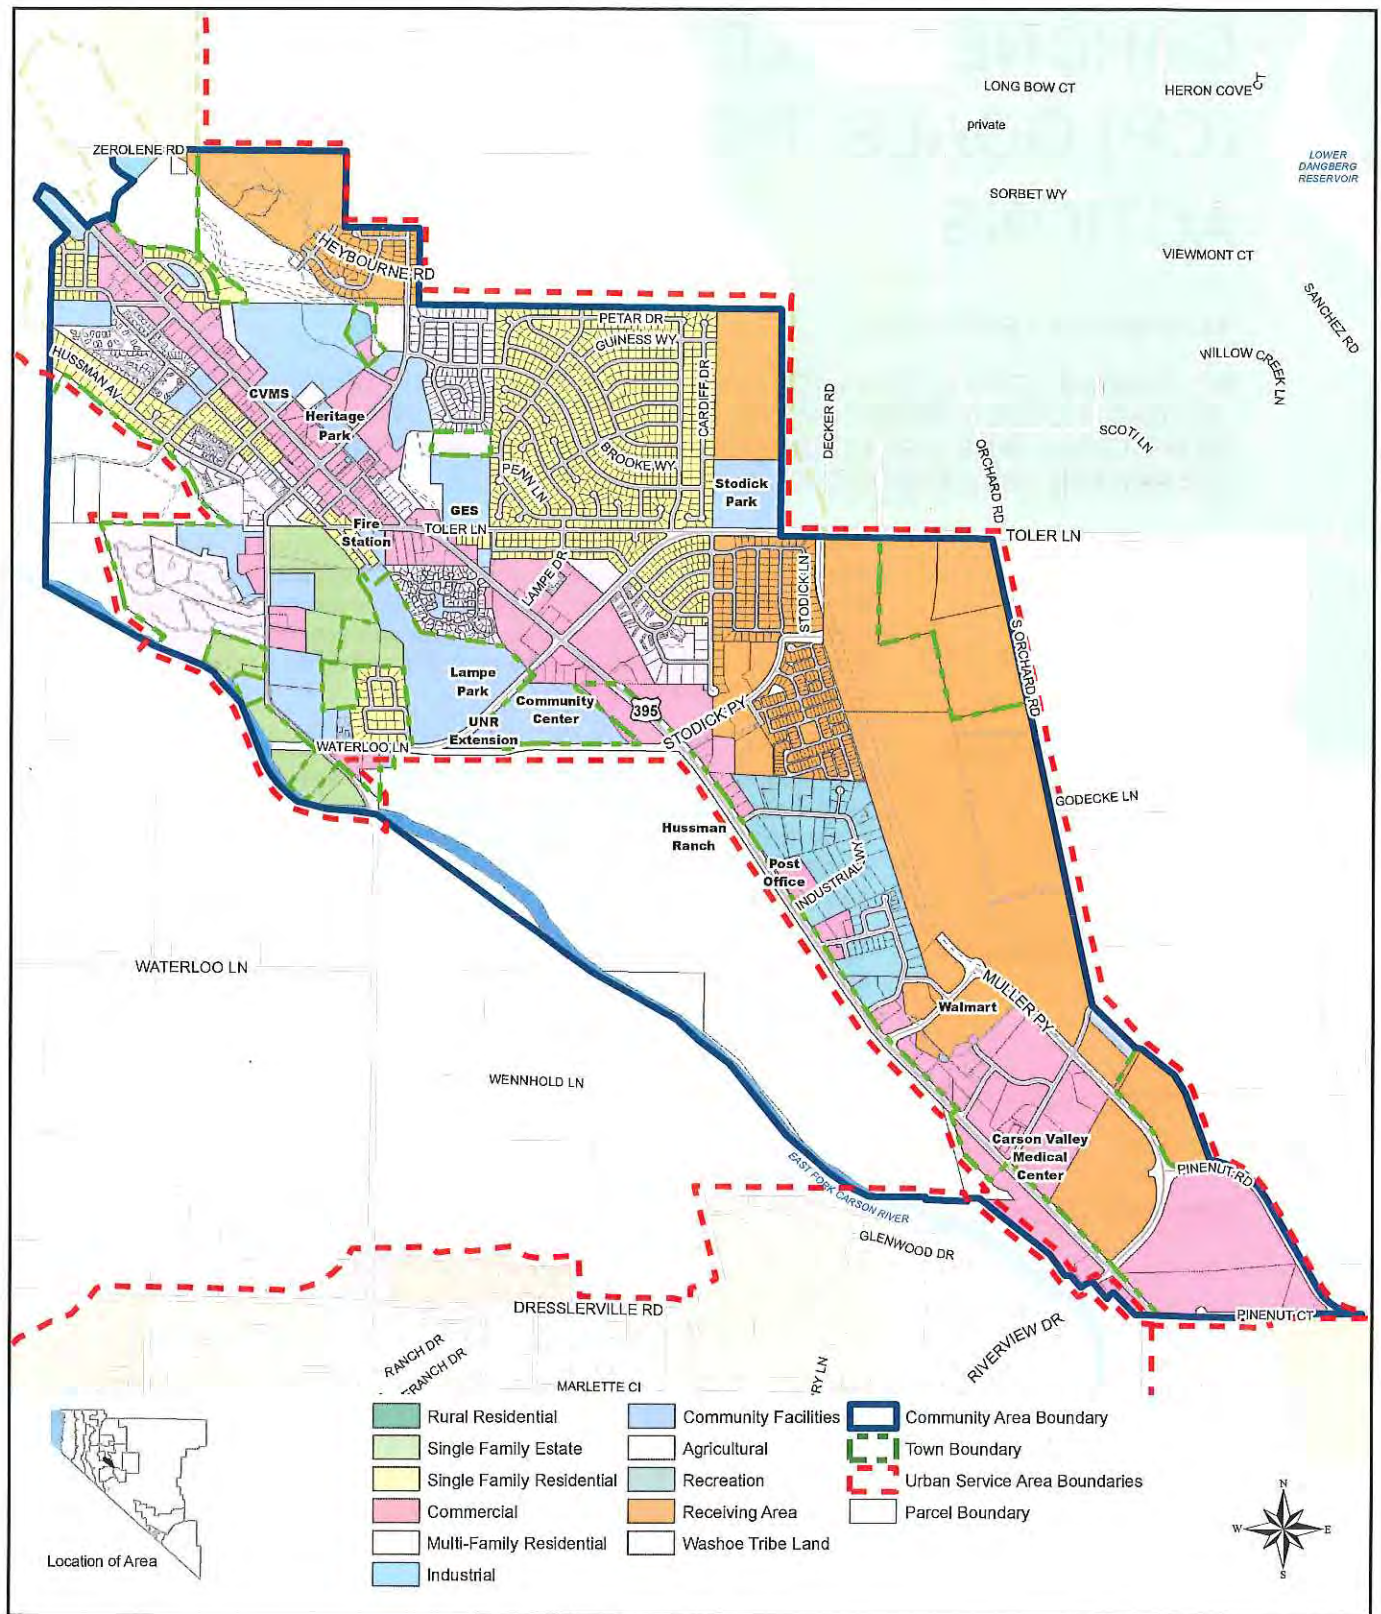 LONG BOW CT
HERON COVE CT
private
LOWER
DANGBERG
RESERVOIR
ZEROLENE RD
SORBET WY
HEYBOURNE RD
VIEWMONT CT
SANCHEZ RD
PETAR DR
GUINESS WY
WILLOW CREEK LN
HUSSMAN AV
CARDIFF DR
DECKER RD
CVMS
Heritage
Park
SCOTI LN
ORCHARD RD
BROOKE WY
PENN LN
Stodick
Park
GES
Fire
Station
TOLER LN
TOLER LN
LAMPE DR
STODICK LN
S ORCHARD RD
Lampe
Park
Community
Center
395
UNR
Extension
STODICK PY
WATERLOO LN
GODECKE LN
Hussman
Ranch
Post
Office
INDUSTRIAL WY
WATERLOO LN
MULLER PY
Walmart
WENNHOLD LN
Carson Valley
Medical
Center
EAST FORK CARSON RIVER
PINENUT RD
GLENWOOD DR
DRESSLERVILLE RD
PINENUT CT
RIVERVIEW DR
RANCH DR
FRANCH DR
RY LN
MARLETTE CI
Rural Residential
Single Family Estate
Single Family Residential
Commercial
Multi-Family Residential
Industrial
Community Facilities
Agricultural
Recreation
Receiving Area
Washoe Tribe Land
Community Area Boundary
Town Boundary
Urban Service Area Boundaries
Parcel Boundary
Location of Area
N
W
E
S